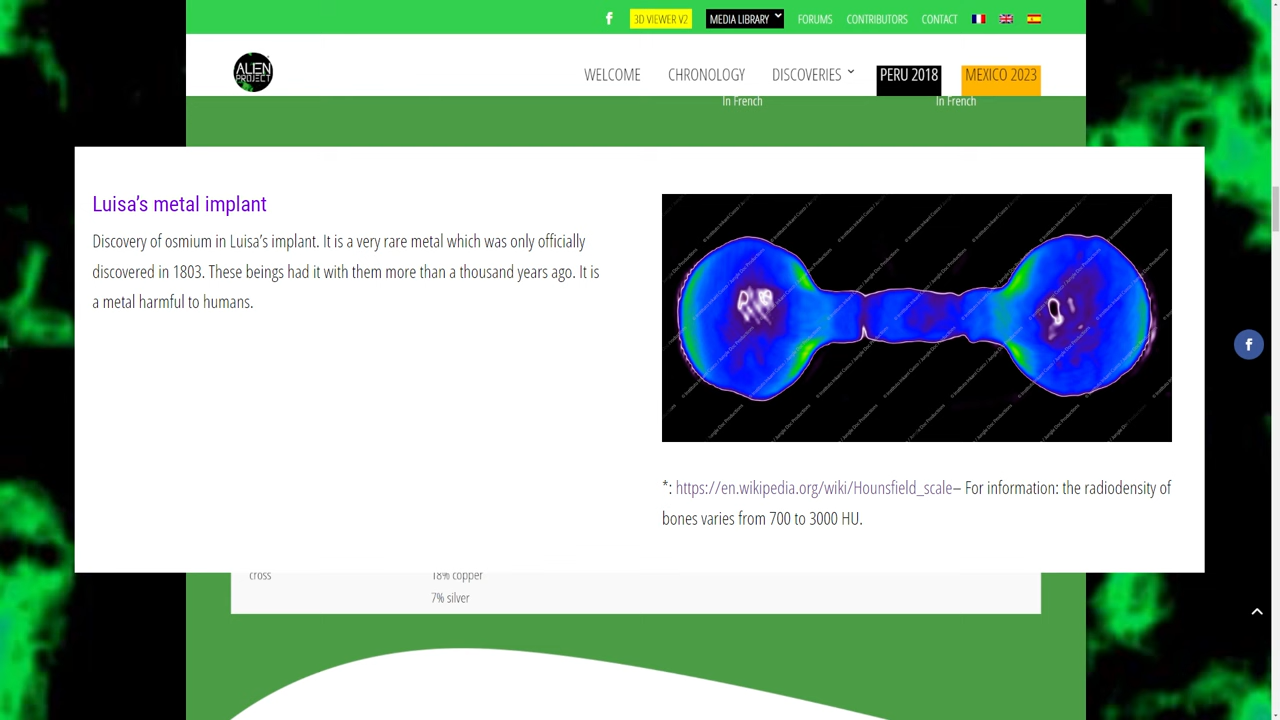 3D VIEWER V2 MEDIA LIBRARY FORUMS CONTRIBUTORS CONTACT
ALIEN PROJECT
WELCOME CHRONOLOGY DISCOVERIES PERU 2018 MEXICO 2023
In French In French
Luisa's metal implant
Discovery of osmium in Luisa's implant. It is a very rare metal which was only officially
discovered in 1803. These beings had it with them more than a thousand years ago. It is
a metal harmful to humans.
*: https://en.wikipedia.org/wiki/Hounsfield_scale– For information: the radiodensity of
bones varies from 700 to 3000 HU.
cross 18% copper
7% silver